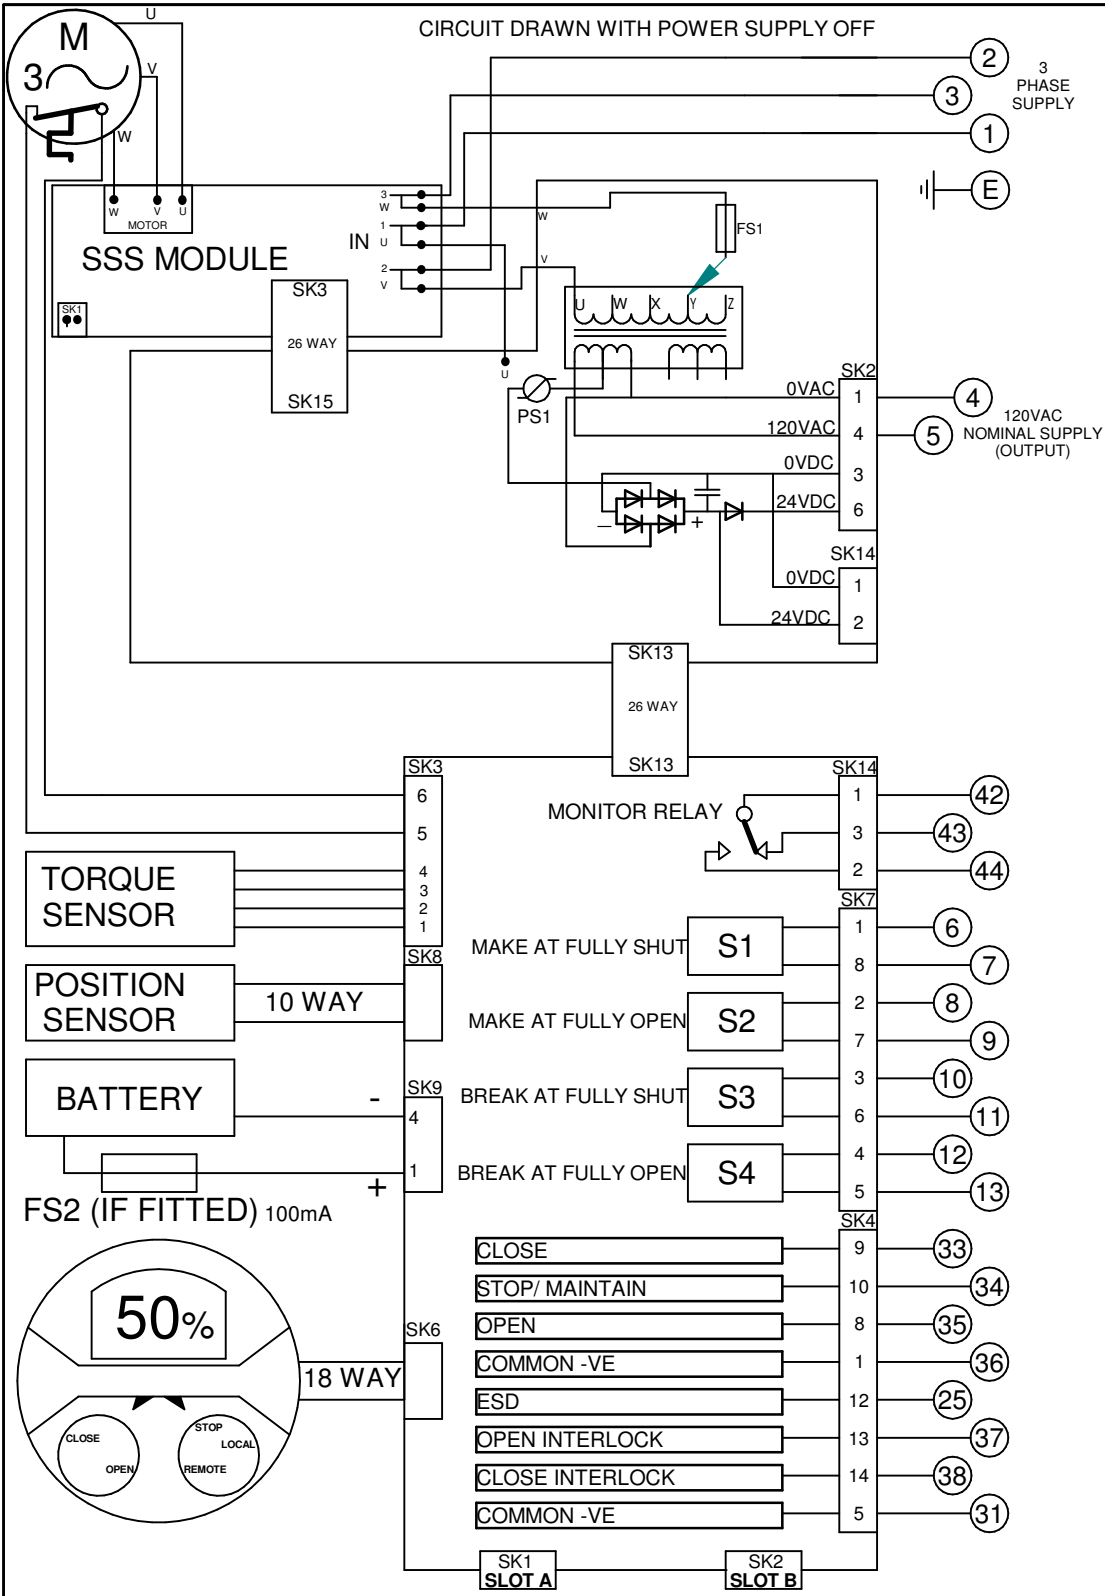 CIRCUIT DRAWN WITH POWER SUPPLY OFF
U
M
3
V
W
2
3
1
3
PHASE
SUPPLY
E
W
V
U
MOTOR
SSS MODULE
IN
3
W
1
U
2
V
W
V
FS1
SK3
26 WAY
SK15
SK1
U
W
X
Y
Z
U
PS1
SK2
0VAC
1
4
120VAC
4
5
120VAC
NOMINAL SUPPLY
(OUTPUT)
0VDC
3
24VDC
6
–
+
SK14
0VDC
1
24VDC
2
SK13
26 WAY
SK13
SK3
6
5
4
3
2
1
TORQUE
SENSOR
SK8
POSITION
SENSOR
10 WAY
BATTERY
-
SK9
4
1
+
FS2 (IF FITTED) 100mA
50%
CLOSE
OPEN
STOP
LOCAL
REMOTE
18 WAY
SK6
MONITOR RELAY
SK14
1
42
3
43
2
44
SK7
MAKE AT FULLY SHUT
S1
1
6
8
7
MAKE AT FULLY OPEN
S2
2
8
7
9
BREAK AT FULLY SHUT
S3
3
10
6
11
BREAK AT FULLY OPEN
S4
4
12
5
13
SK4
CLOSE
9
33
STOP/ MAINTAIN
10
34
OPEN
8
35
COMMON -VE
1
36
ESD
12
25
OPEN INTERLOCK
13
37
CLOSE INTERLOCK
14
38
COMMON -VE
5
31
SK1
SLOT A
SK2
SLOT B